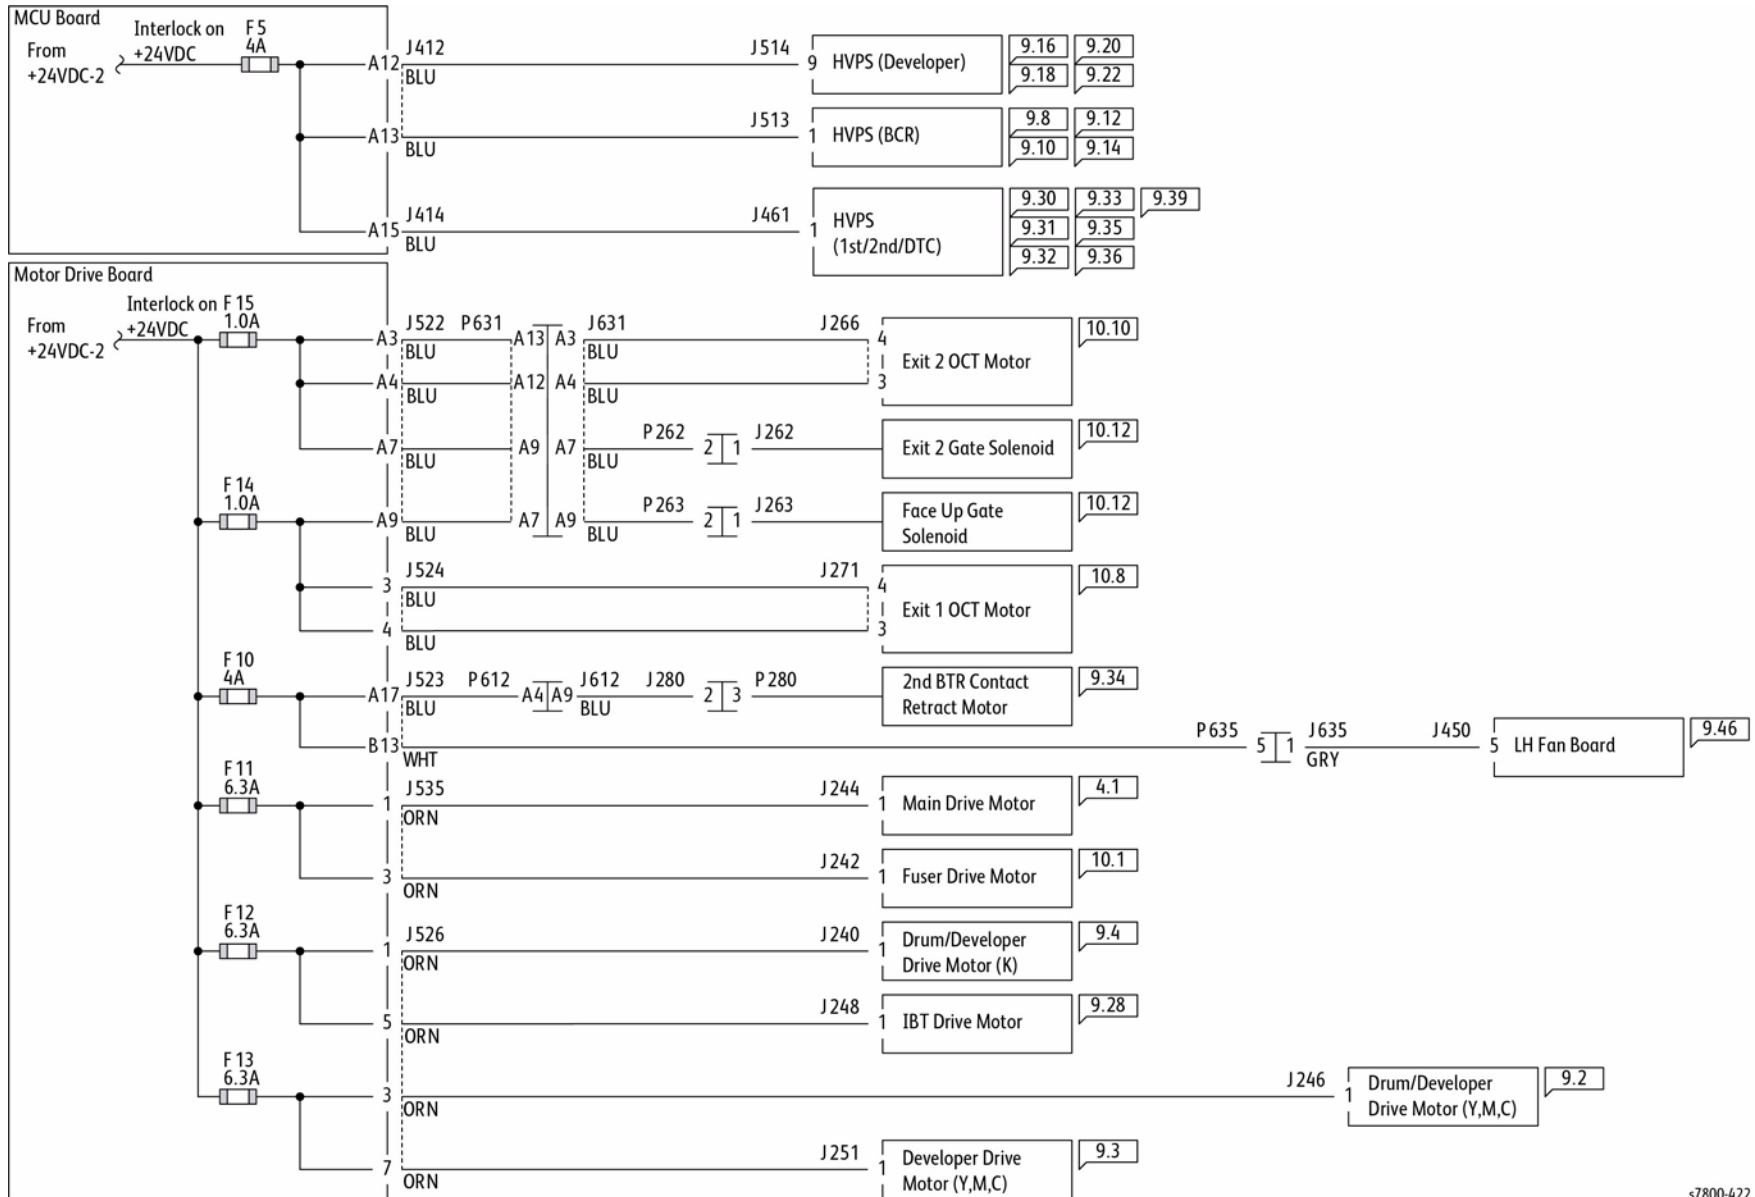 MCU Board
From
+24VDC-2
Interlock on
+24VDC
F 5
4A
A12
J412
BLU
J514
9
HVPS (Developer)
9.16
9.20
9.18
9.22
A13
BLU
J513
1
HVPS (BCR)
9.8
9.12
9.10
9.14
A15
J414
BLU
J461
1
HVPS
(1st/2nd/DTC)
9.30
9.33
9.39
9.31
9.35
9.32
9.36
Motor Drive Board
From
+24VDC-2
Interlock on
+24VDC
F 15
1.0A
A3
J522
BLU
P631
A13
A3
J631
BLU
J266
4
Exit 2 OCT Motor
10.10
A4
BLU
A12
A4
BLU
3
A7
BLU
A9
A7
BLU
P262
2
1
J262
Exit 2 Gate Solenoid
10.12
F 14
1.0A
A9
BLU
A7
A9
BLU
P263
2
1
J263
Face Up Gate
Solenoid
10.12
3
J524
BLU
J271
4
Exit 1 OCT Motor
10.8
4
BLU
3
F 10
4A
A17
J523
BLU
P612
A4
A9
J612
BLU
J280
2
3
P280
2nd BTR Contact
Retract Motor
9.34
B13
WHT
P635
5
1
J635
GRY
J450
5
LH Fan Board
9.46
F 11
6.3A
1
J535
ORN
J244
1
Main Drive Motor
4.1
3
ORN
J242
1
Fuser Drive Motor
10.1
F 12
6.3A
1
J526
ORN
J240
1
Drum/Developer
Drive Motor (K)
9.4
5
ORN
J248
1
IBT Drive Motor
9.28
F 13
6.3A
3
ORN
J246
1
Drum/Developer
Drive Motor (Y,M,C)
9.2
7
ORN
J251
1
Developer Drive
Motor (Y,M,C)
9.3
s7800-422